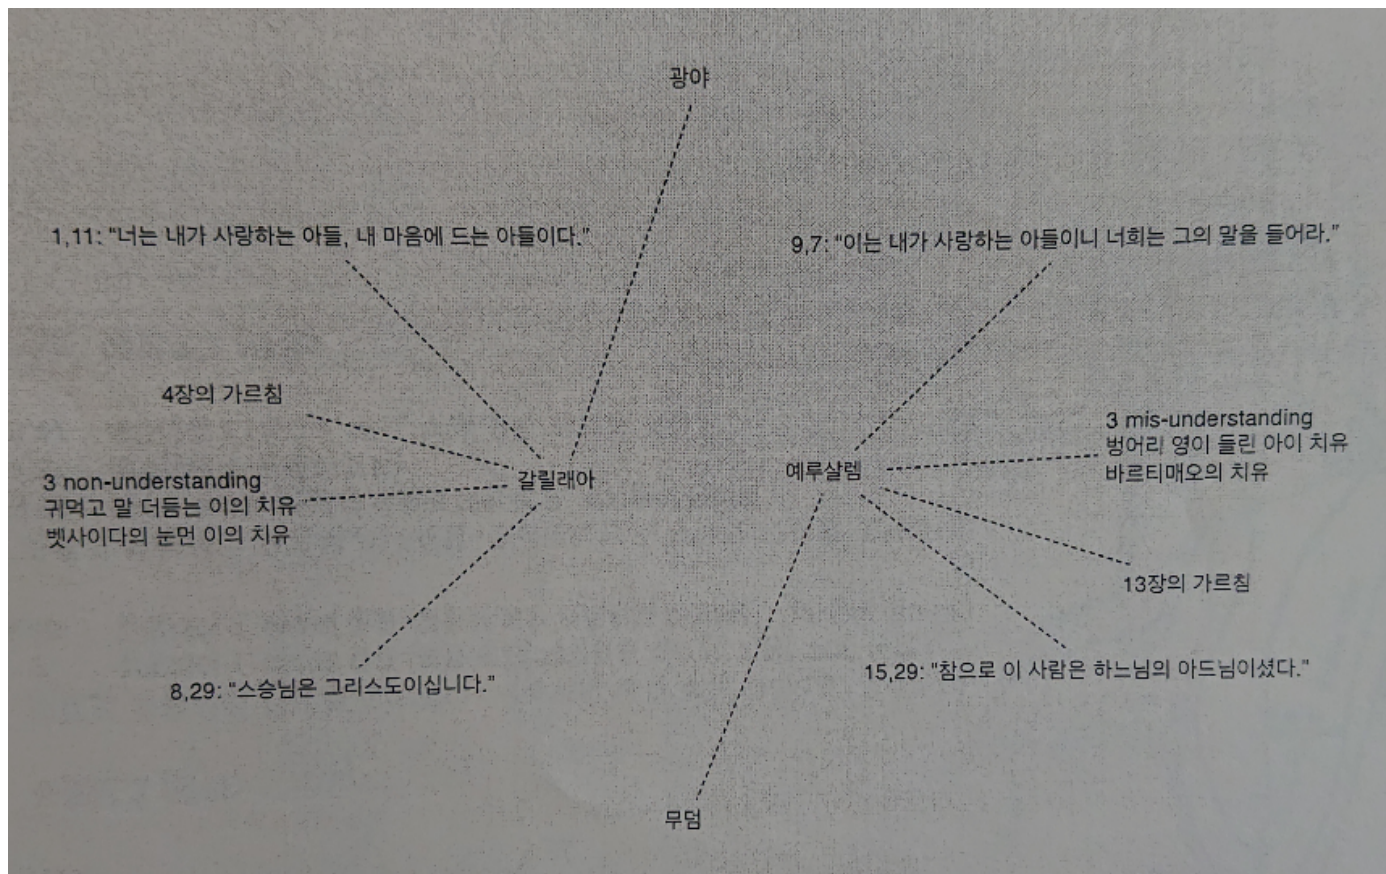 광야
1,11: “너는 내가 사랑하는 아들, 내 마음에 드는 아들이다.”
9,7: “이는 내가 사랑하는 아들이니 너희는 그의 말을 들어라.”
4장의 가르침
3 non-understanding
귀먹고 말 더듬는 이의 치유
벳사이다의 눈먼 이의 치유
갈릴래아
예루살렘
3 mis-understanding
벙어리 영이 들린 아이 치유
바르티매오의 치유
13장의 가르침
8,29: “스승님은 그리스도이십니다.”
15,29: “참으로 이 사람은 하느님의 아드님이셨다.”
무덤